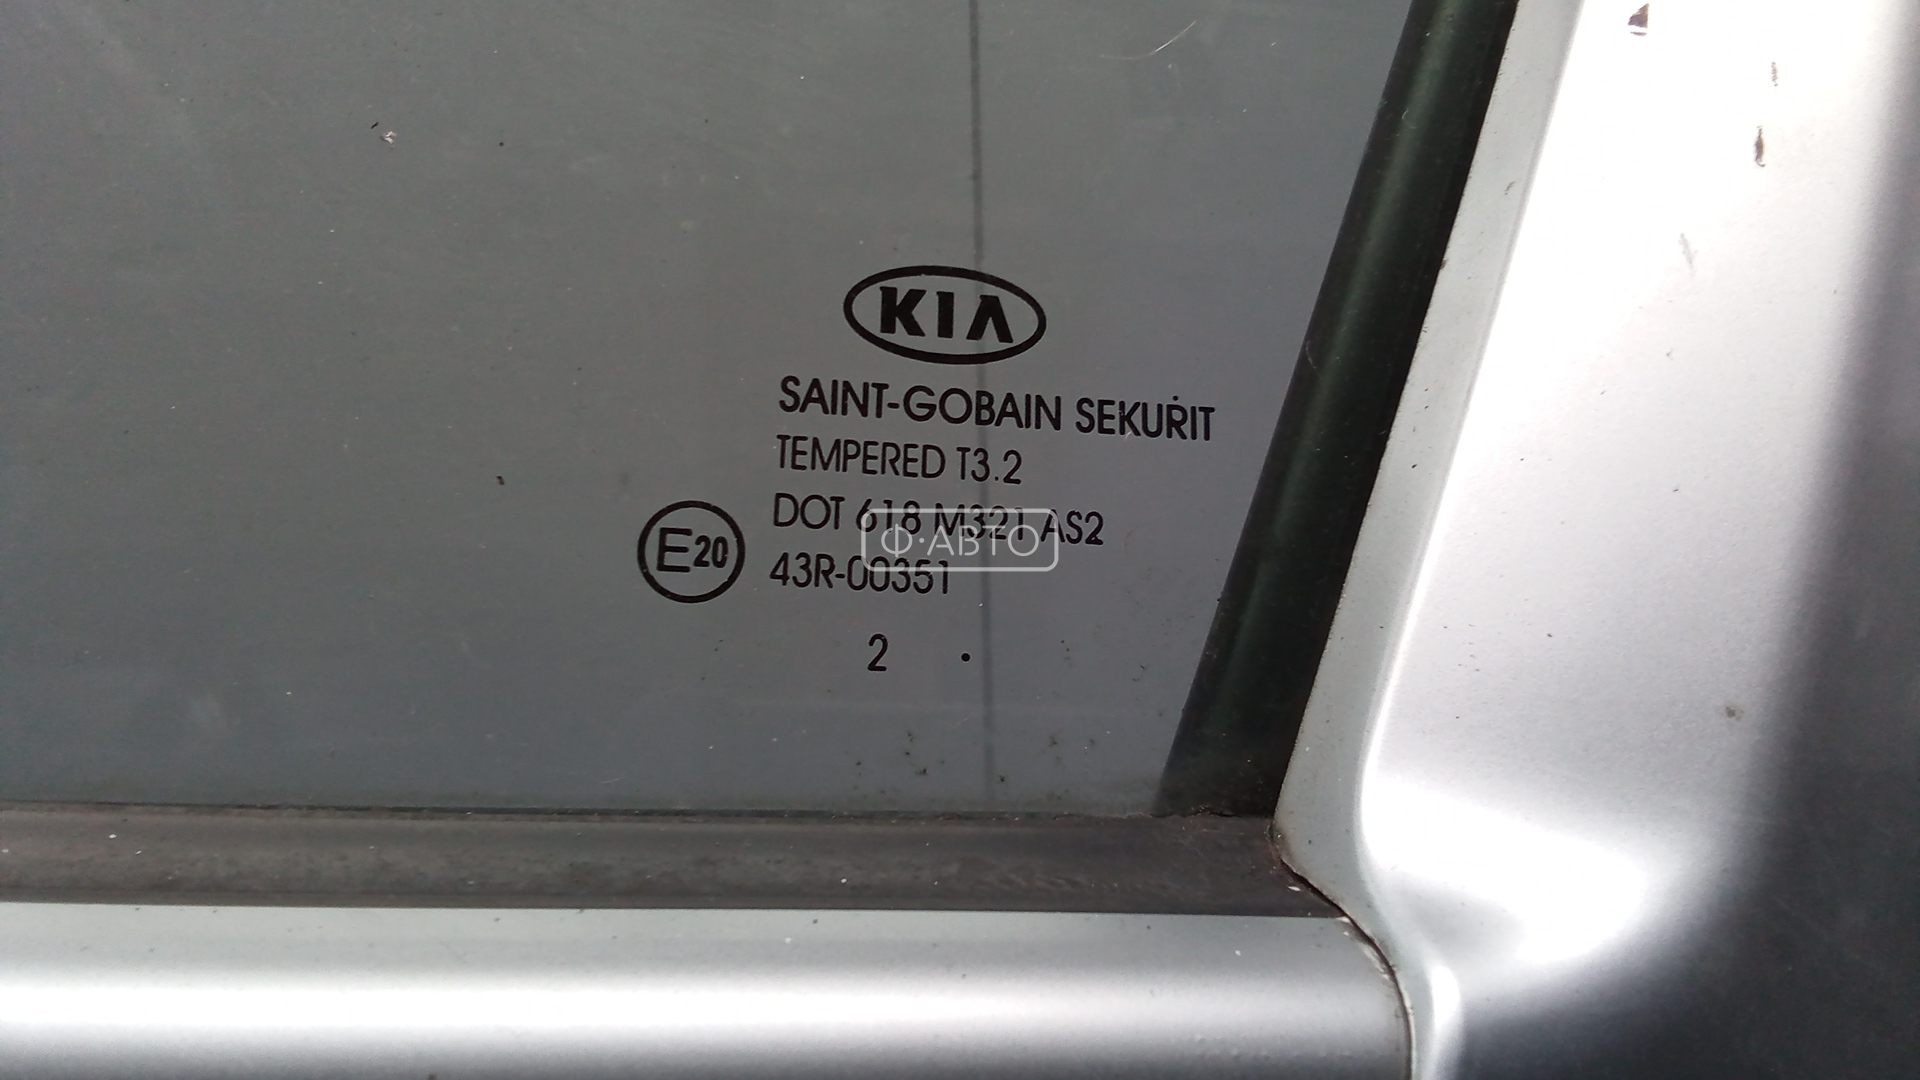 KIA
SAINT-GOBAIN SEKURIT
TEMPERED T3.2
DOT 618 M321 AS2
Ф·АВТО
E20
43R-00351
2 .